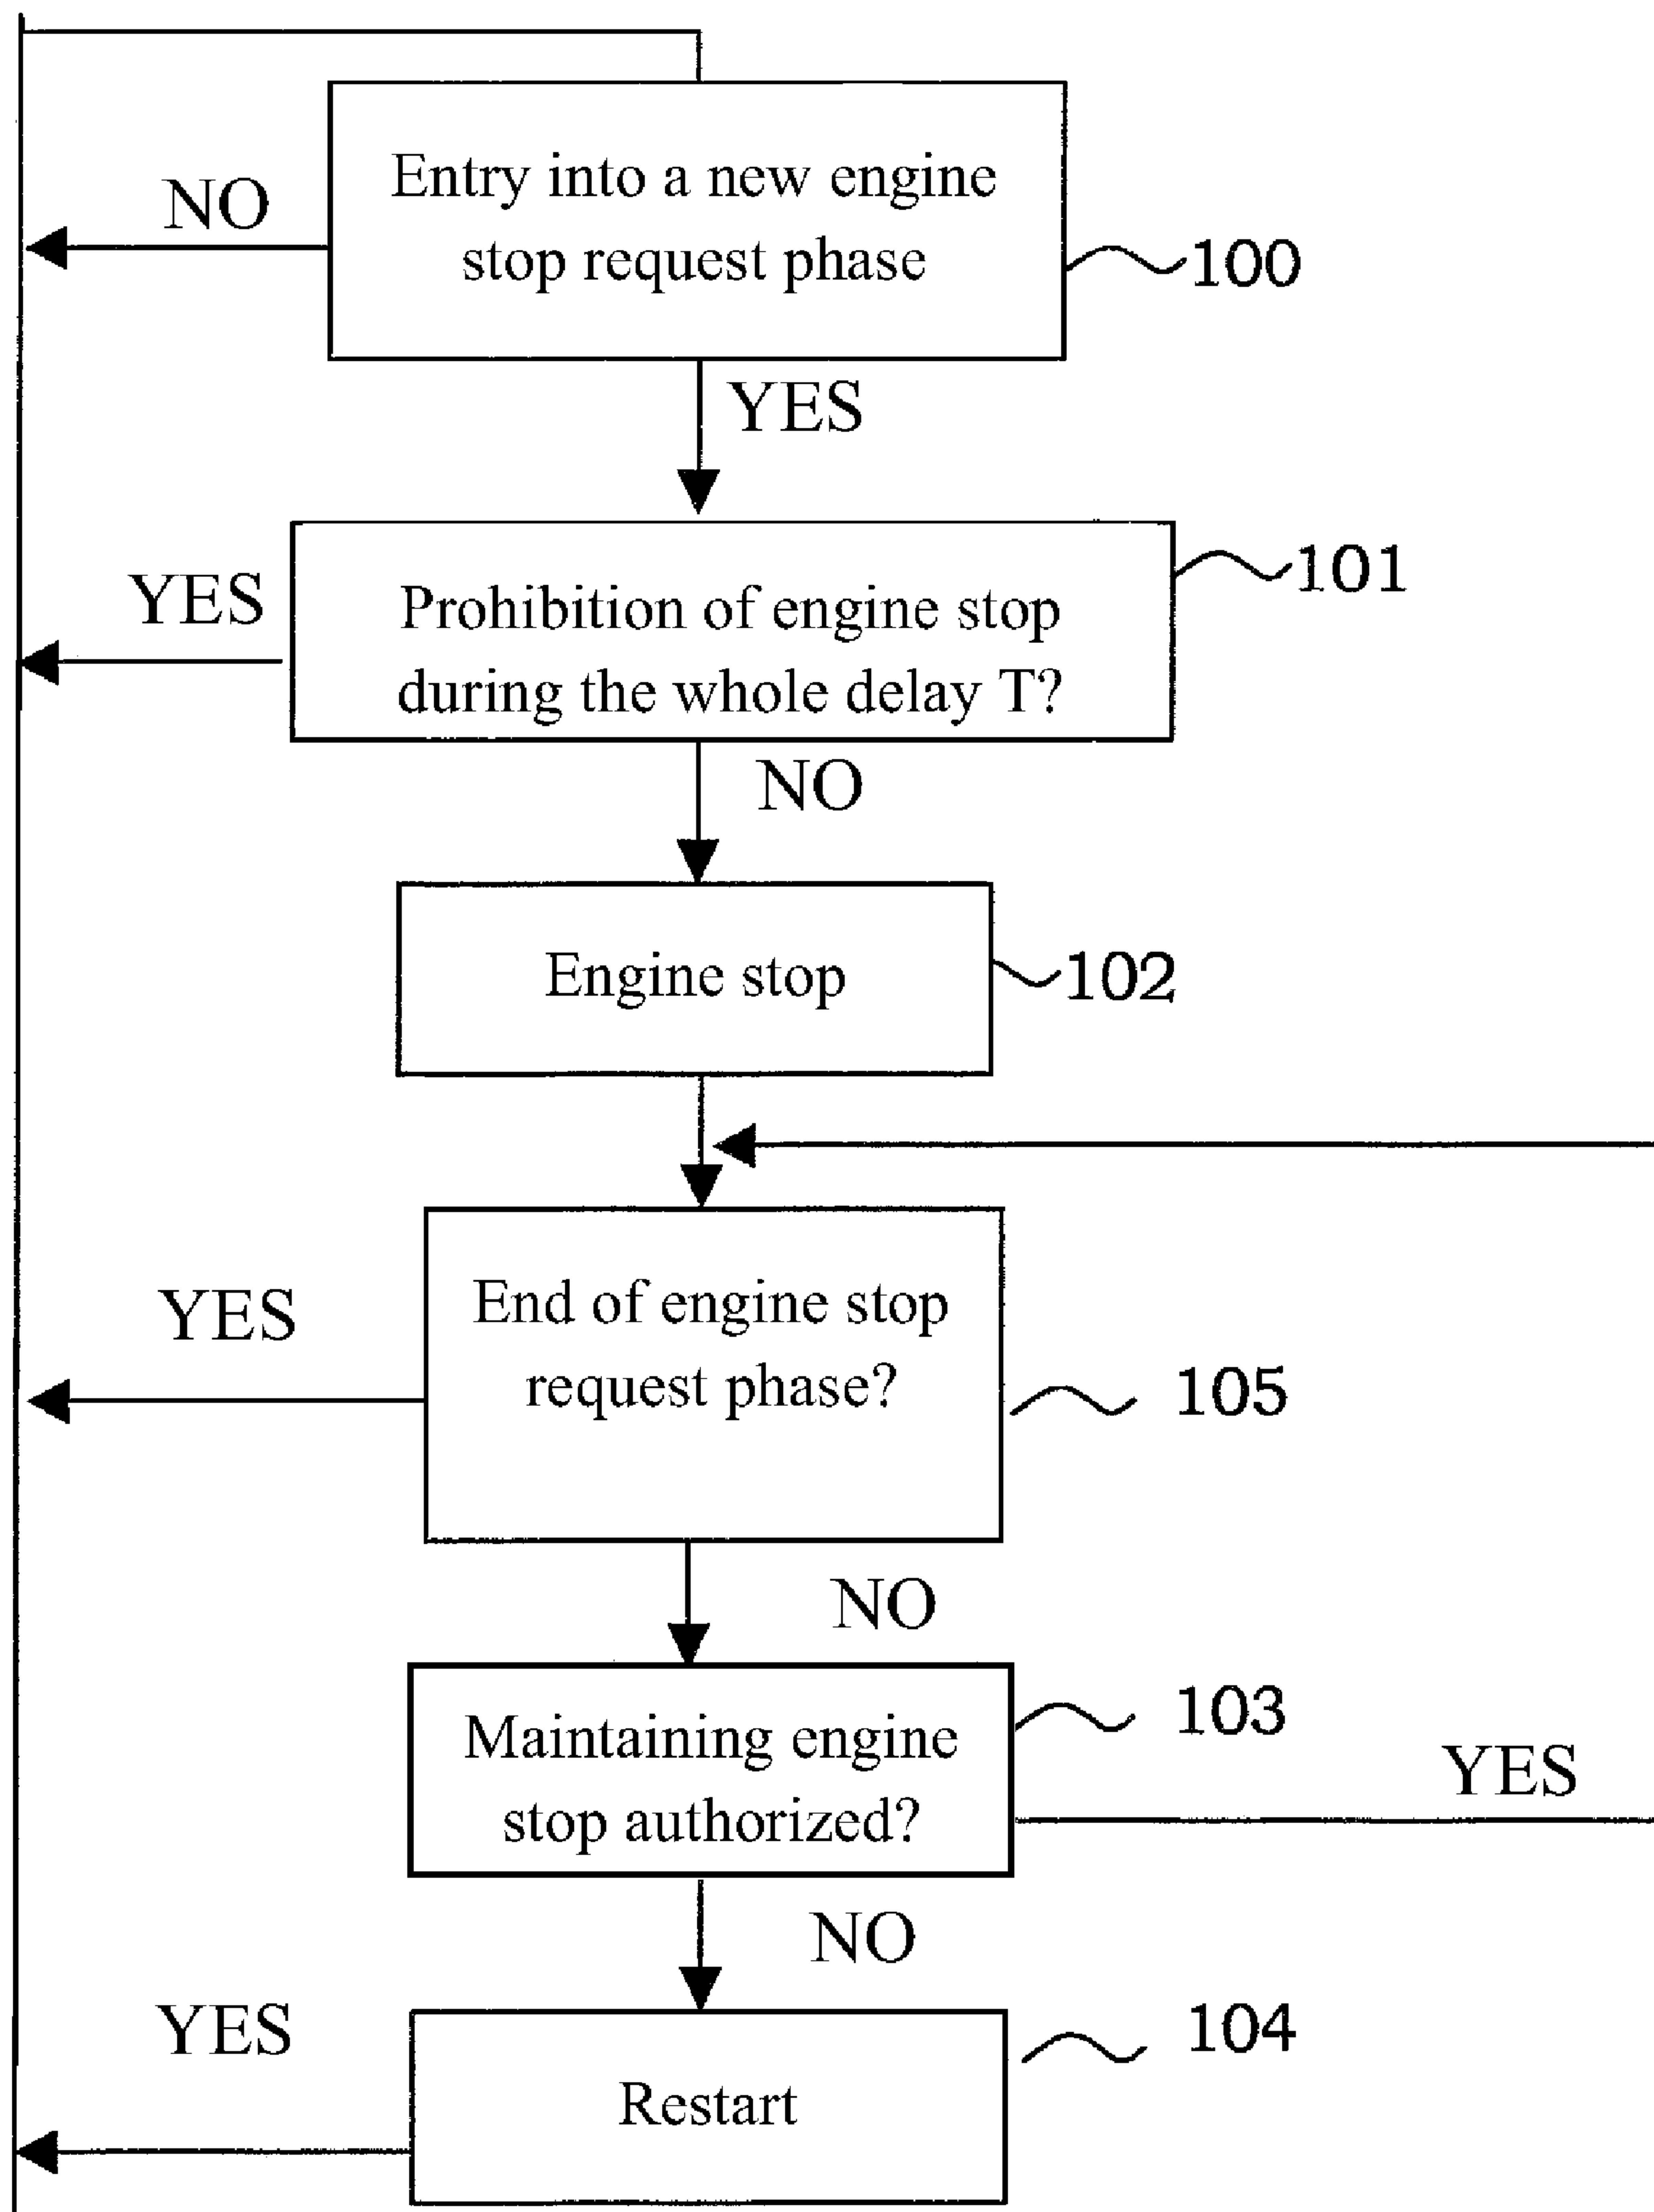 Entry into a new engine
stop request phase
NO
100
YES
Prohibition of engine stop
during the whole delay T?
YES
101
NO
Engine stop
102
End of engine stop
request phase?
YES
105
NO
Maintaining engine
stop authorized?
103
YES
NO
Restart
YES
104